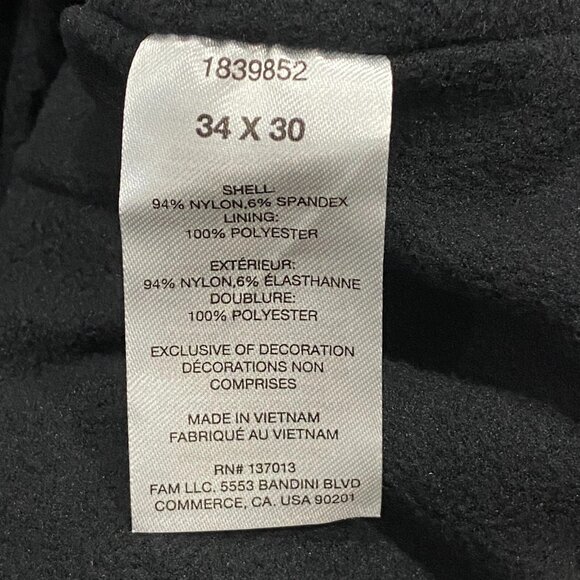 1839852
34 X 30
SHELL:
94% NYLON,6% SPANDEX
LINING:
100% POLYESTER
EXTÉRIEUR:
94% NYLON,6% ÉLASTHANNE
DOUBLURE:
100% POLYESTER
EXCLUSIVE OF DECORATION
DÉCORATIONS NON
COMPRISES
MADE IN VIETNAM
FABRIQUÉ AU VIETNAM
RN# 137013
FAM LLC. 5553 BANDINI BLVD
COMMERCE, CA. USA 90201